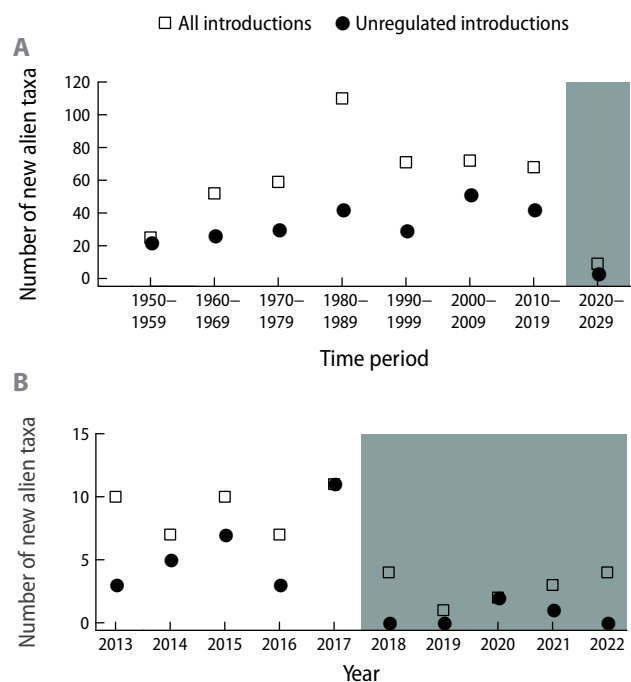 All introductions Unregulated introductions
A
Number of new alien taxa
120
100
80
60
40
20
0
1950– 1960– 1970– 1980– 1990– 2000– 2010– 2020–
1959 1969 1979 1989 1999 2009 2019 2029
Time period
B
Number of new alien taxa
15
10
5
0
2013 2014 2015 2016 2017 2018 2019 2020 2021 2022
Year